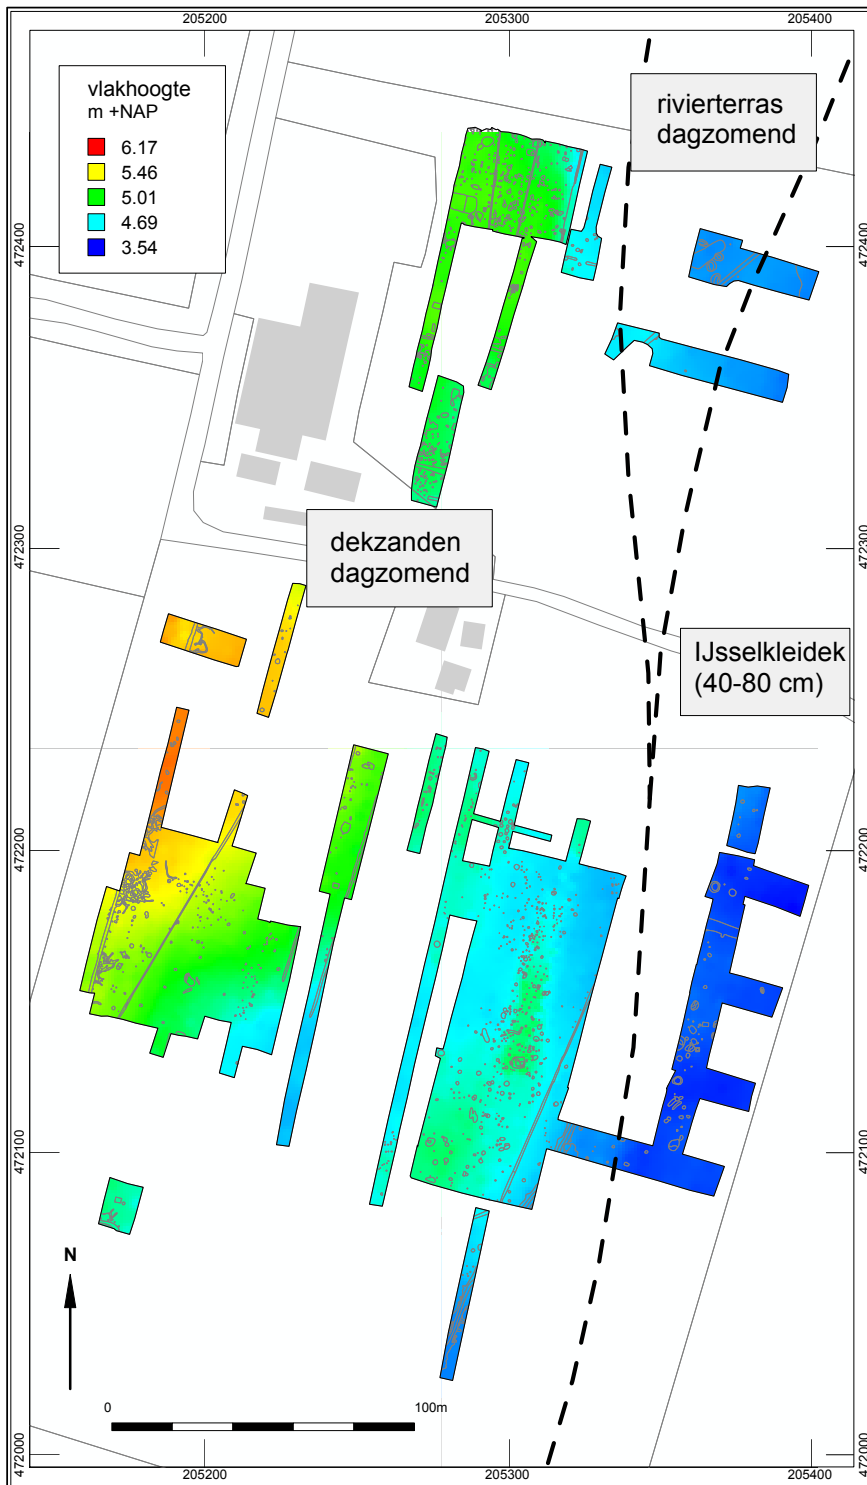 205200
205300
205400
vlakhoogte
m +NAP
6.17
5.46
5.01
4.69
3.54
rivierterras
dagzomend
472400
472400
472300
472300
dekzanden
dagzomend
IJsselkleidek
(40-80 cm)
472200
472200
472100
472100
N
0
100m
472000
472000
205200
205300
205400